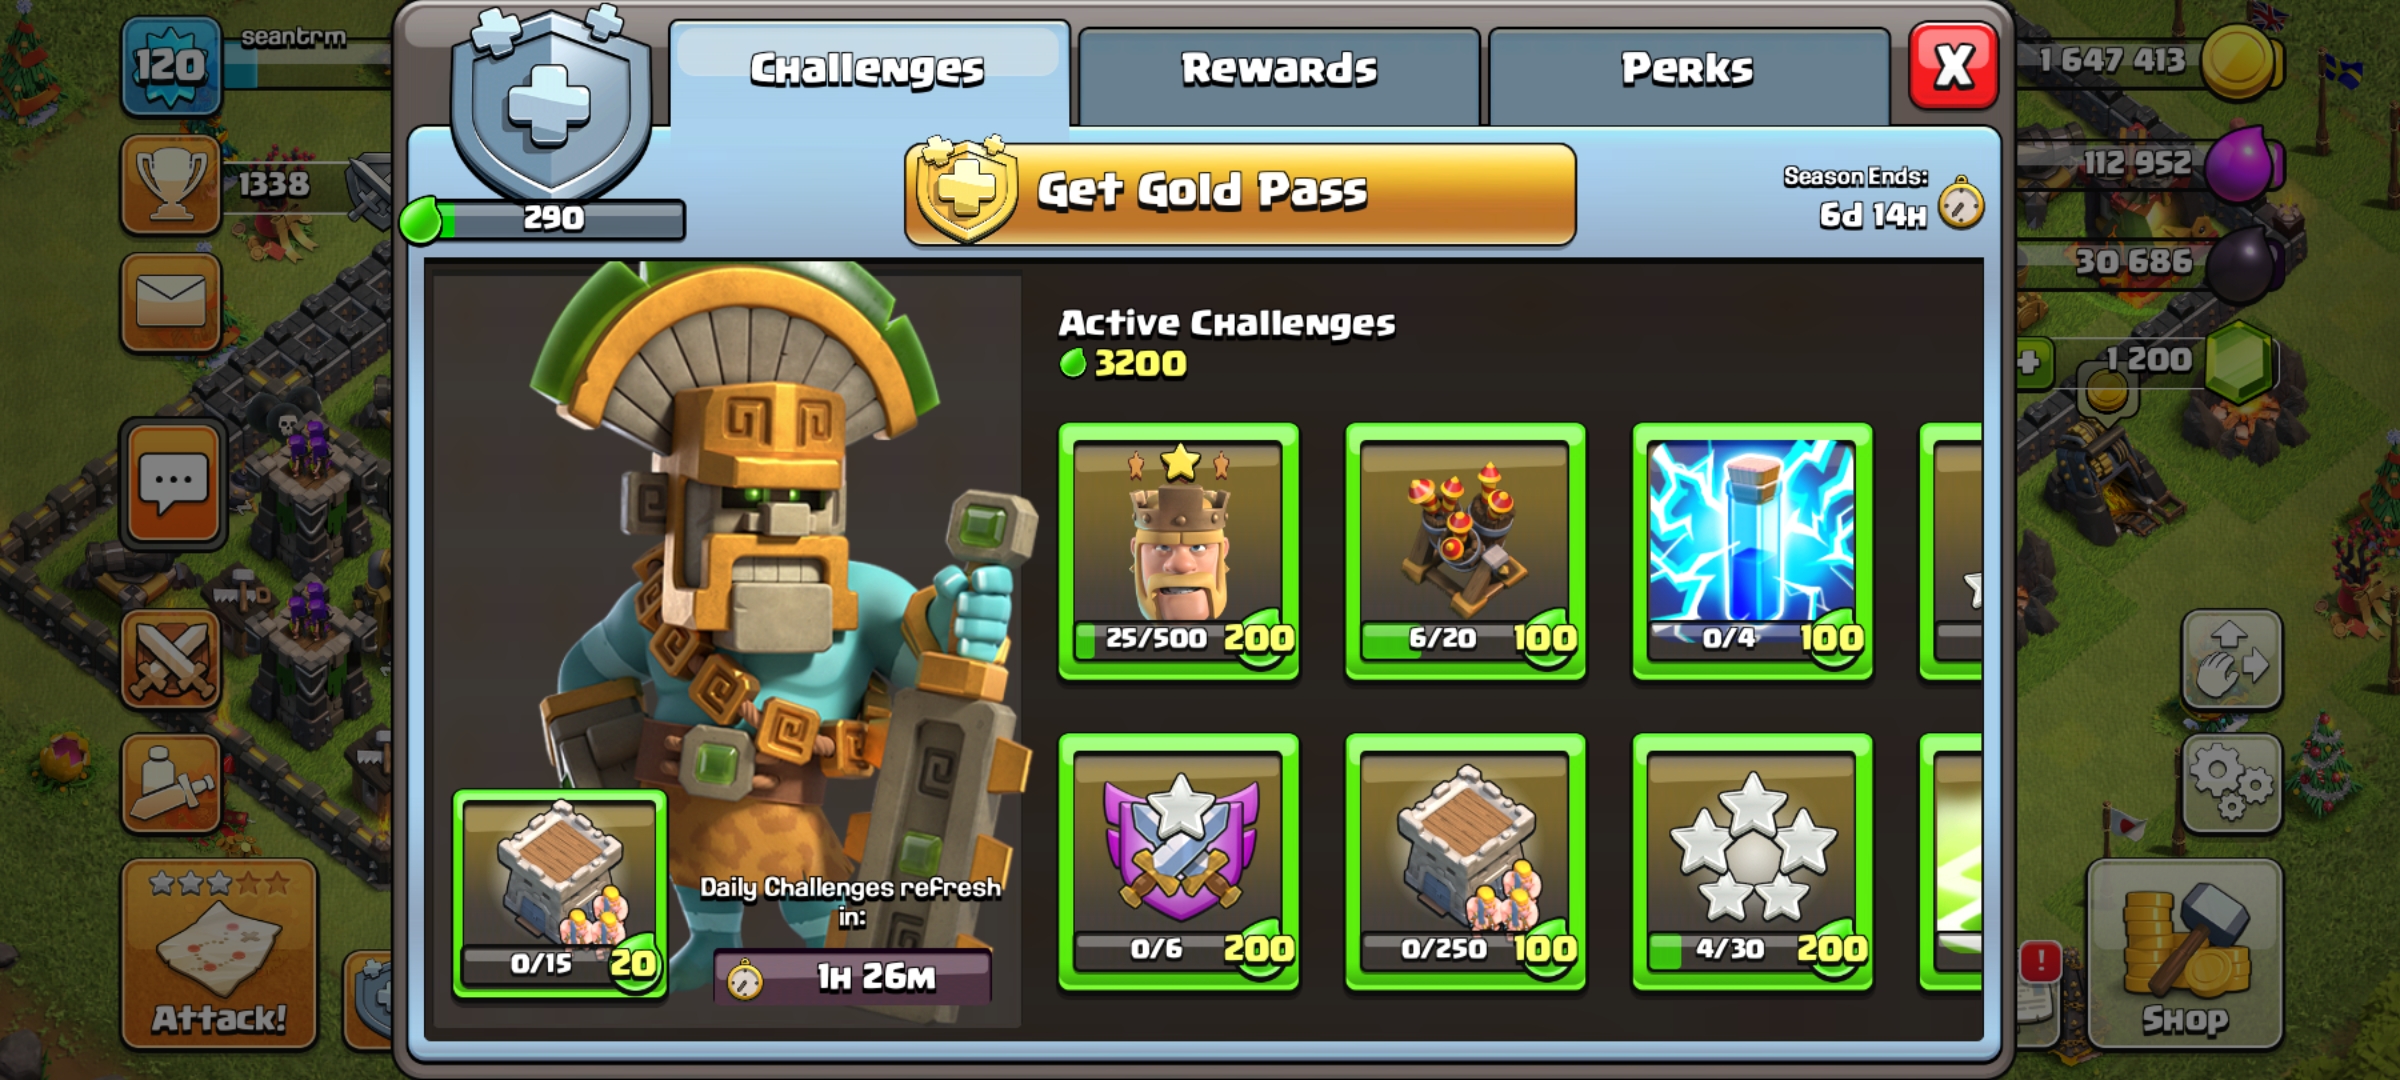 120
seantrm
1338
Challenges
Rewards
Perks
X
1 647 413
112 952
30 686
1 200
290
Get Gold Pass
Season Ends:
6d 14H
Active Challenges
3200
25/500 200
6/20 100
0/4 100
0/6 200
0/250 100
4/30 200
0/15 20
Daily Challenges refresh
in:
1H 26M
Attack!
!
Shop